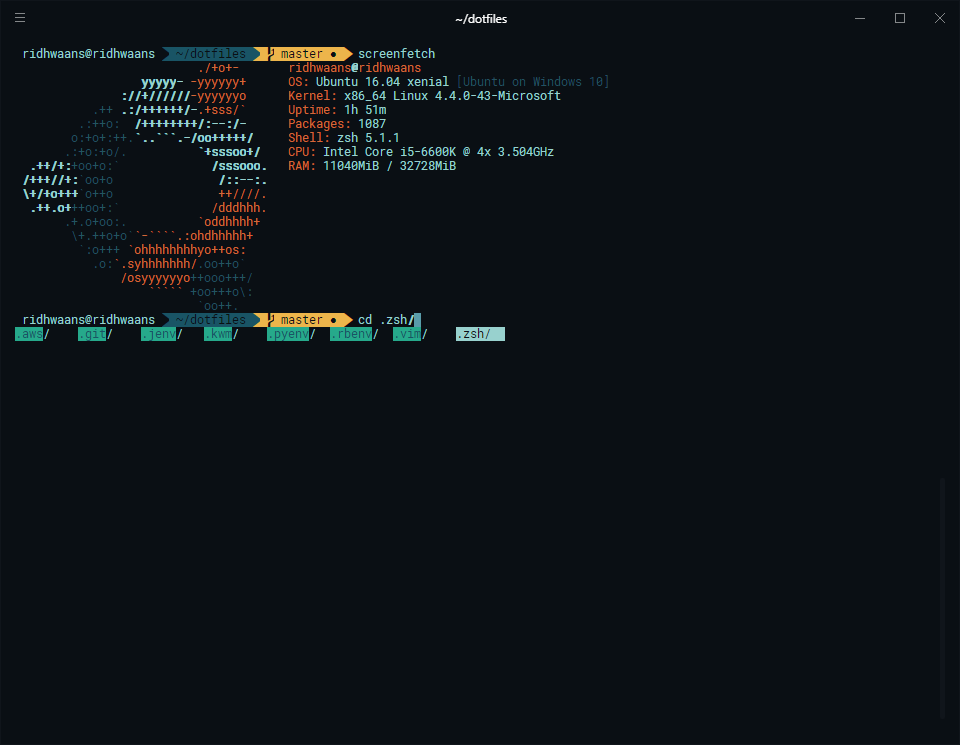 ~/dotfiles
ridhwaans@ridhwaans ~/dotfiles master ● screenfetch
./+o+- ridhwaans@ridhwaans
yyyyy- -yyyyyy+ OS: Ubuntu 16.04 xenial [Ubuntu on Windows 10]
://+//////-yyyyyyo Kernel: x86_64 Linux 4.4.0-43-Microsoft
.++ .:/++++++/-.+sss/` Uptime: 1h 51m
.:++o: /++++++++/:--:/- Packages: 1087
o:+o+:++.`..```.-/oo+++++/ Shell: zsh 5.1.1
.:+o:+o/. `+sssoo+/ CPU: Intel Core i5-6600K @ 4x 3.504GHz
.++/+:+oo+o:` /sssooo. RAM: 11040MiB / 32728MiB
/+++//+:`oo+o /::--:.
\+/+o+++`o++o ++////.
.++.o+++oo+:` /dddhhh.
.+.o+oo:. `oddhhhh+
\+.++o+o``-````.:ohdhhhhh+
`:o+++ `ohhhhhhhhyo++os:
.o:`.syhhhhhhh/.oo++o`
/osyyyyyyo++ooo+++/
````` +oo+++o\:
`oo++.
ridhwaans@ridhwaans ~/dotfiles master ● cd .zsh/
.aws/ .git/ .jenv/ .kwm/ .pyenv/ .rbenv/ .vim/ .zsh/